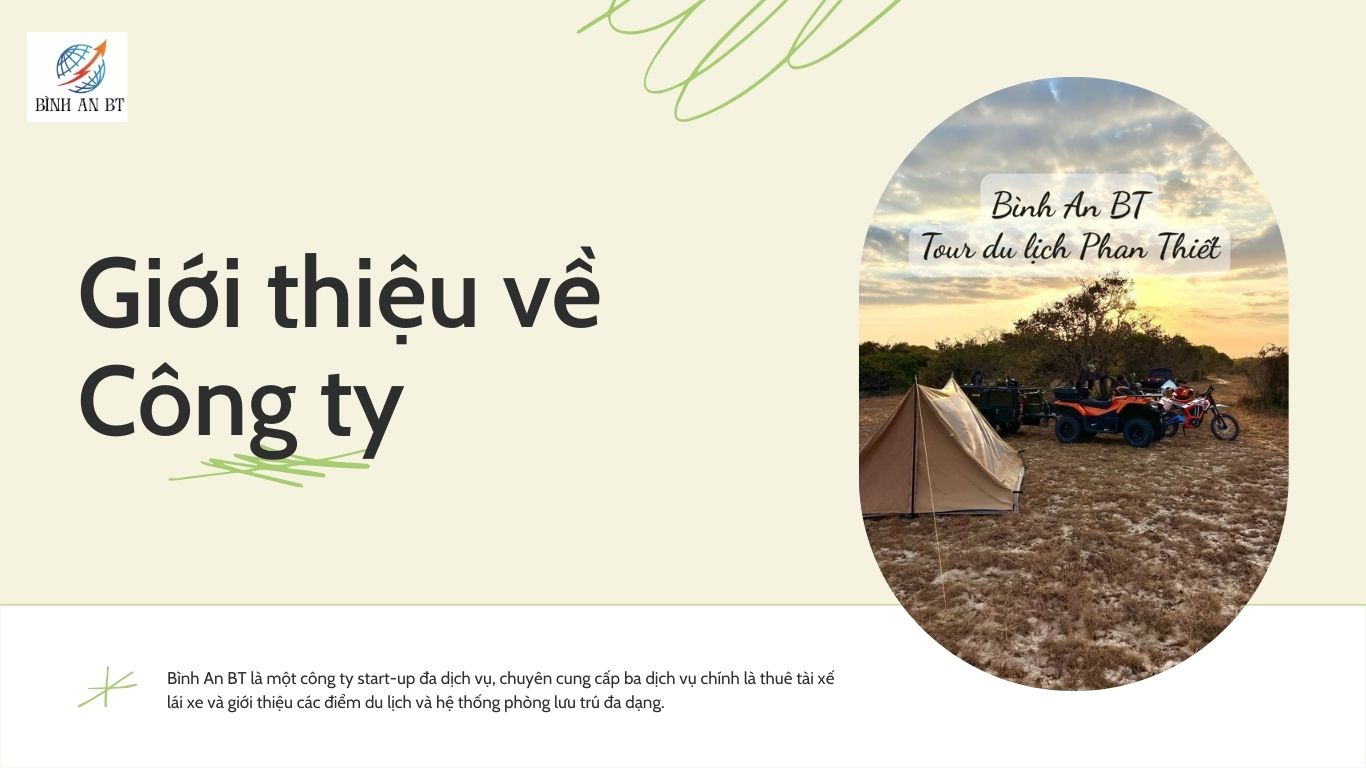 BÌNH AN BT
Giới thiệu về
Công ty
Bình An BT
Tour du lịch Phan Thiết
Bình An BT là một công ty start-up đa dịch vụ, chuyên cung cấp ba dịch vụ chính là thuê tài xế
lái xe và giới thiệu các điểm du lịch và hệ thống phòng lưu trú đa dạng.